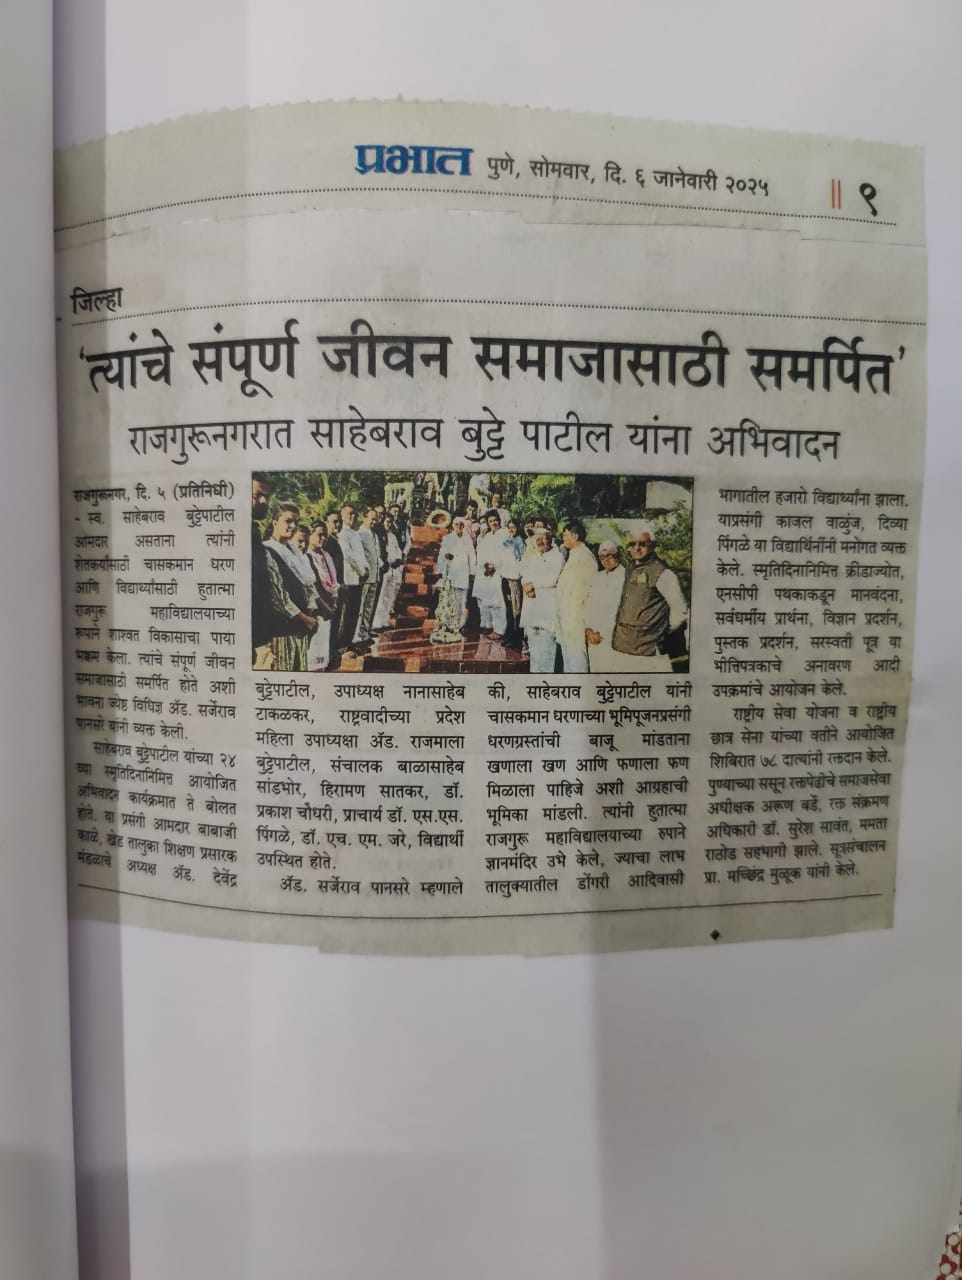 प्रभात पुणे, सोमवार, दि. ६ जानेवारी २०२५ || ९
जिल्हा
'त्यांचे संपूर्ण जीवन समाजासाठी समर्पित'
राजगुरूनगरात साहेबराव बुट्टे पाटील यांना अभिवादन
राजगुरूनगर, दि. ५ (प्रतिनिधी)
- स्व. साहेबराव बुट्टेपाटील
आमदार असताना त्यांनी
शेतकर्यांसाठी चासकमान धरण
आणि विद्यार्थ्यांसाठी हुतात्मा
राजगुरू महाविद्यालयाच्या
रूपाने शाश्वत विकासाचा पाया
भक्कम केला. त्यांचे संपूर्ण जीवन
समाजासाठी समर्पित होते अशी
भावना ज्येष्ठ विधिज्ञ ॲड. सर्जेराव
पानसरे यांनी व्यक्त केली.
साहेबराव बुट्टेपाटील यांच्या २४
व्या स्मृतिदिनानिमित्त आयोजित
अभिवादन कार्यक्रमात ते बोलत
होते. या प्रसंगी आमदार बाबाजी
काळे, खेड तालुका शिक्षण प्रसारक
मंडळाचे अध्यक्ष ॲड. देवेंद्र
बुट्टेपाटील, उपाध्यक्ष नानासाहेब
टाकळकर, राष्ट्रवादीच्या प्रदेश
महिला उपाध्यक्षा ॲड. राजमाला
बुट्टेपाटील, संचालक बाळासाहेब
सांडभोर, हिरामण सातकर, डॉ.
प्रकाश चौधरी, प्राचार्य डॉ. एस.एस.
पिंगळे, डॉ. एच. एम. जरे, विद्यार्थी
उपस्थित होते.
ॲड. सर्जेराव पानसरे म्हणाले
की, साहेबराव बुट्टेपाटील यांनी
चासकमान धरणाच्या भूमिपूजनप्रसंगी
धरणग्रस्तांची बाजू मांडताना
खणाला खण आणि फणाला फण
मिळाला पाहिजे अशी आग्रहाची
भूमिका मांडली. त्यांनी हुतात्मा
राजगुरू महाविद्यालयाच्या रुपाने
ज्ञानमंदिर उभे केले, ज्याचा लाभ
तालुक्यातील डोंगरी आदिवासी
भागातील हजारो विद्यार्थ्यांना झाला.
याप्रसंगी काजल वाळुंज, दिव्या
पिंगळे या विद्यार्थिनींनी मनोगत व्यक्त
केले. स्मृतिदिनानिमित्त क्रीडाज्योत,
एनसीपी पथकाकडून मानवंदना,
सर्वधर्मीय प्रार्थना, विज्ञान प्रदर्शन,
पुस्तक प्रदर्शन, सरस्वती पूत्र या
भीत्तिपत्रकाचे अनावरण आदी
उपक्रमांचे आयोजन केले.
राष्ट्रीय सेवा योजना व राष्ट्रीय
छात्र सेना यांच्या वतीने आयोजित
शिबिरात ७८ दात्यांनी रक्तदान केले.
पुण्याच्या ससून रक्तपेढीचे समाजसेवा
अधीक्षक अरूण बर्डे, रक्त संक्रमण
अधिकारी डॉ. सुरेश सावंत, ममता
राठोड सहभागी झाले. सूत्रसंचालन
प्रा. मच्छिंद्र मुळूक यांनी केले.